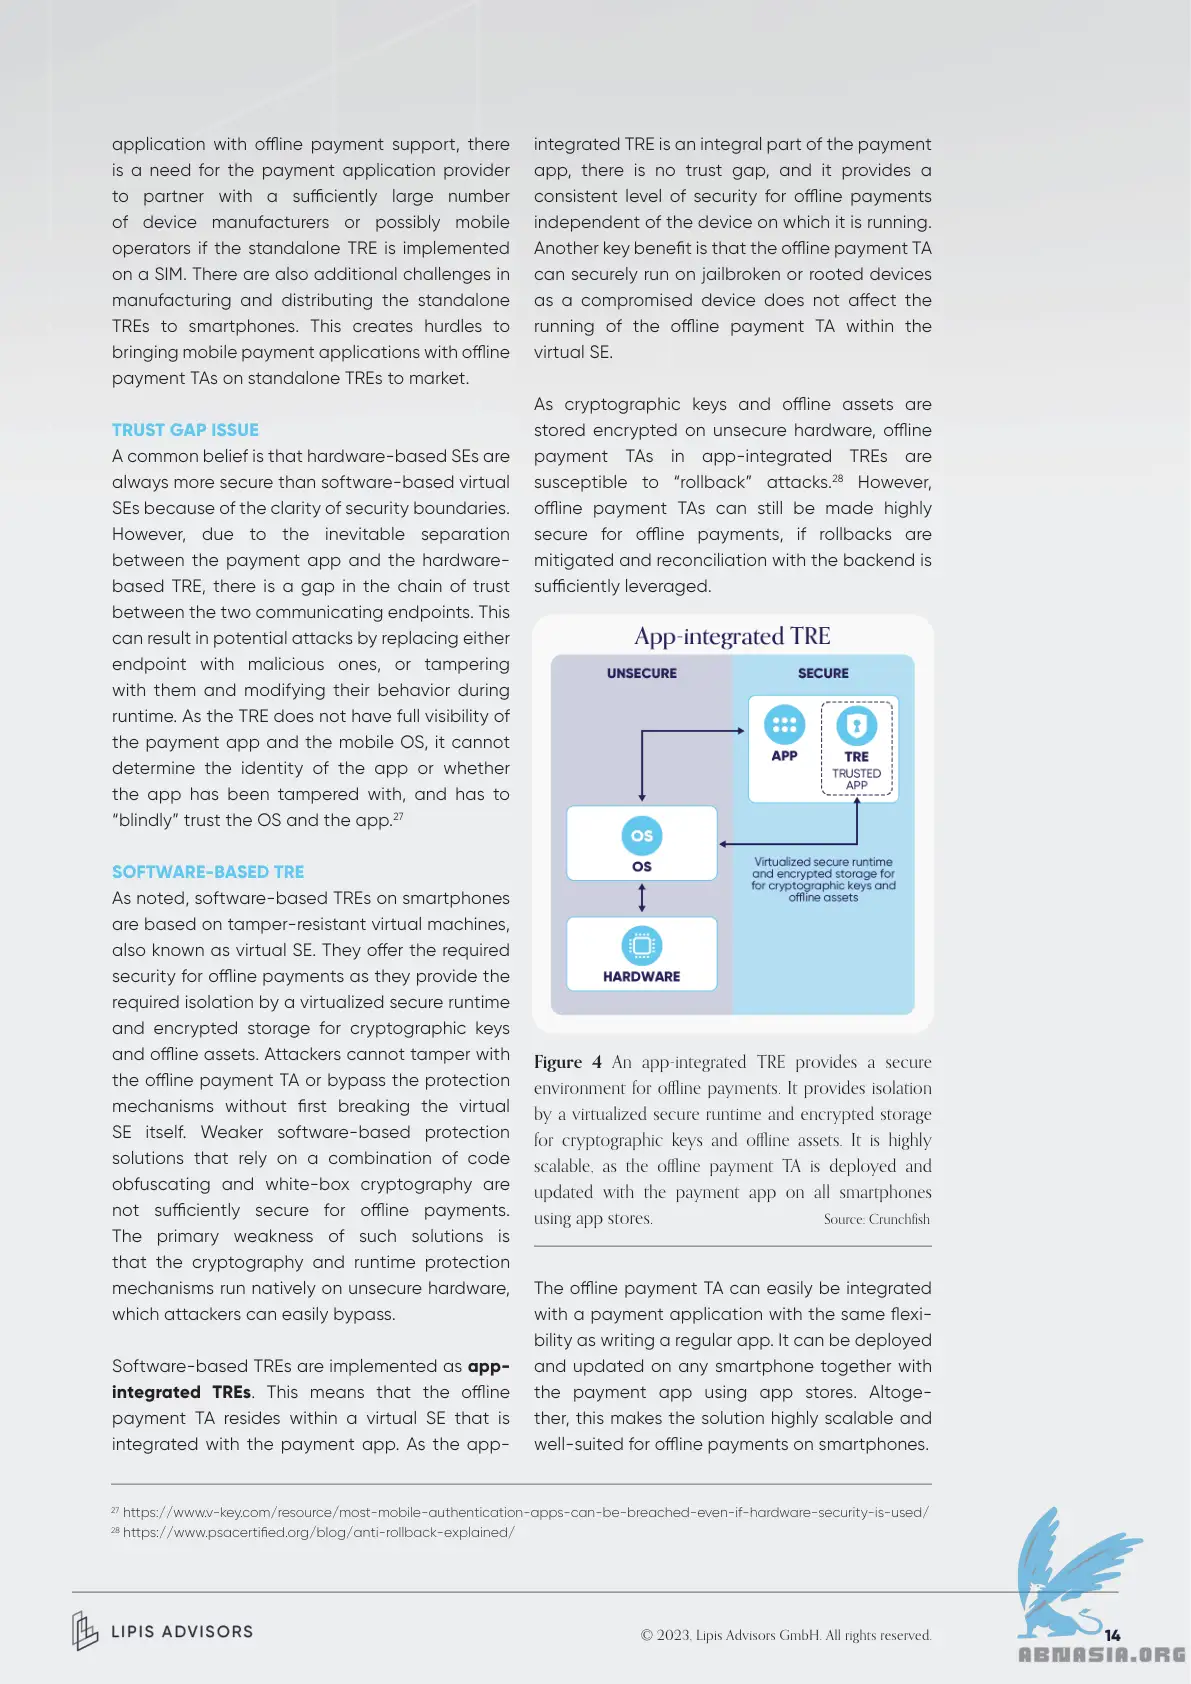 application with offline payment support, there
is a need for the payment application provider
to partner with a sufficiently large number
of device manufacturers or possibly mobile
operators if the standalone TRE is implemented
on a SIM. There are also additional challenges in
manufacturing and distributing the standalone
TREs to smartphones. This creates hurdles to
bringing mobile payment applications with offline
payment TAs on standalone TREs to market.
TRUST GAP ISSUE
A common belief is that hardware-based SEs are
always more secure than software-based virtual
SEs because of the clarity of security boundaries.
However, due to the inevitable separation
between the payment app and the hardware-
based TRE, there is a gap in the chain of trust
between the two communicating endpoints. This
can result in potential attacks by replacing either
endpoint with malicious ones, or tampering
with them and modifying their behavior during
runtime. As the TRE does not have full visibility of
the payment app and the mobile OS, it cannot
determine the identity of the app or whether
the app has been tampered with, and has to
“blindly” trust the OS and the app.27
SOFTWARE-BASED TRE
As noted, software-based TREs on smartphones
are based on tamper-resistant virtual machines,
also known as virtual SE. They offer the required
security for offline payments as they provide the
required isolation by a virtualized secure runtime
and encrypted storage for cryptographic keys
and offline assets. Attackers cannot tamper with
the offline payment TA or bypass the protection
mechanisms without first breaking the virtual
SE itself. Weaker software-based protection
solutions that rely on a combination of code
obfuscating and white-box cryptography are
not sufficiently secure for offline payments.
The primary weakness of such solutions is
that the cryptography and runtime protection
mechanisms run natively on unsecure hardware,
which attackers can easily bypass.
Software-based TREs are implemented as app-
integrated TREs. This means that the offline
payment TA resides within a virtual SE that is
integrated with the payment app. As the app-
integrated TRE is an integral part of the payment
app, there is no trust gap, and it provides a
consistent level of security for offline payments
independent of the device on which it is running.
Another key benefit is that the offline payment TA
can securely run on jailbroken or rooted devices
as a compromised device does not affect the
running of the offline payment TA within the
virtual SE.
As cryptographic keys and offline assets are
stored encrypted on unsecure hardware, offline
payment TAs in app-integrated TREs are
susceptible to “rollback” attacks.28 However,
offline payment TAs can still be made highly
secure for offline payments, if rollbacks are
mitigated and reconciliation with the backend is
sufficiently leveraged.
App-integrated TRE
UNSECURE
SECURE
APP
TRE
TRUSTED
APP
OS
OS
Virtualized secure runtime
and encrypted storage for
for cryptographic keys and
offline assets
HARDWARE
Figure 4 An app-integrated TRE provides a secure
environment for offline payments. It provides isolation
by a virtualized secure runtime and encrypted storage
for cryptographic keys and offline assets. It is highly
scalable, as the offline payment TA is deployed and
updated with the payment app on all smartphones
using app stores. Source: Crunchfish
The offline payment TA can easily be integrated
with a payment application with the same flexi-
bility as writing a regular app. It can be deployed
and updated on any smartphone together with
the payment app using app stores. Altoge-
ther, this makes the solution highly scalable and
well-suited for offline payments on smartphones.
27 https://www.v-key.com/resource/most-mobile-authentication-apps-can-be-breached-even-if-hardware-security-is-used/
28 https://www.psacertified.org/blog/anti-rollback-explained/
LIPIS ADVISORS
© 2023, Lipis Advisors GmbH. All rights reserved.
14
ABNASIA.ORG